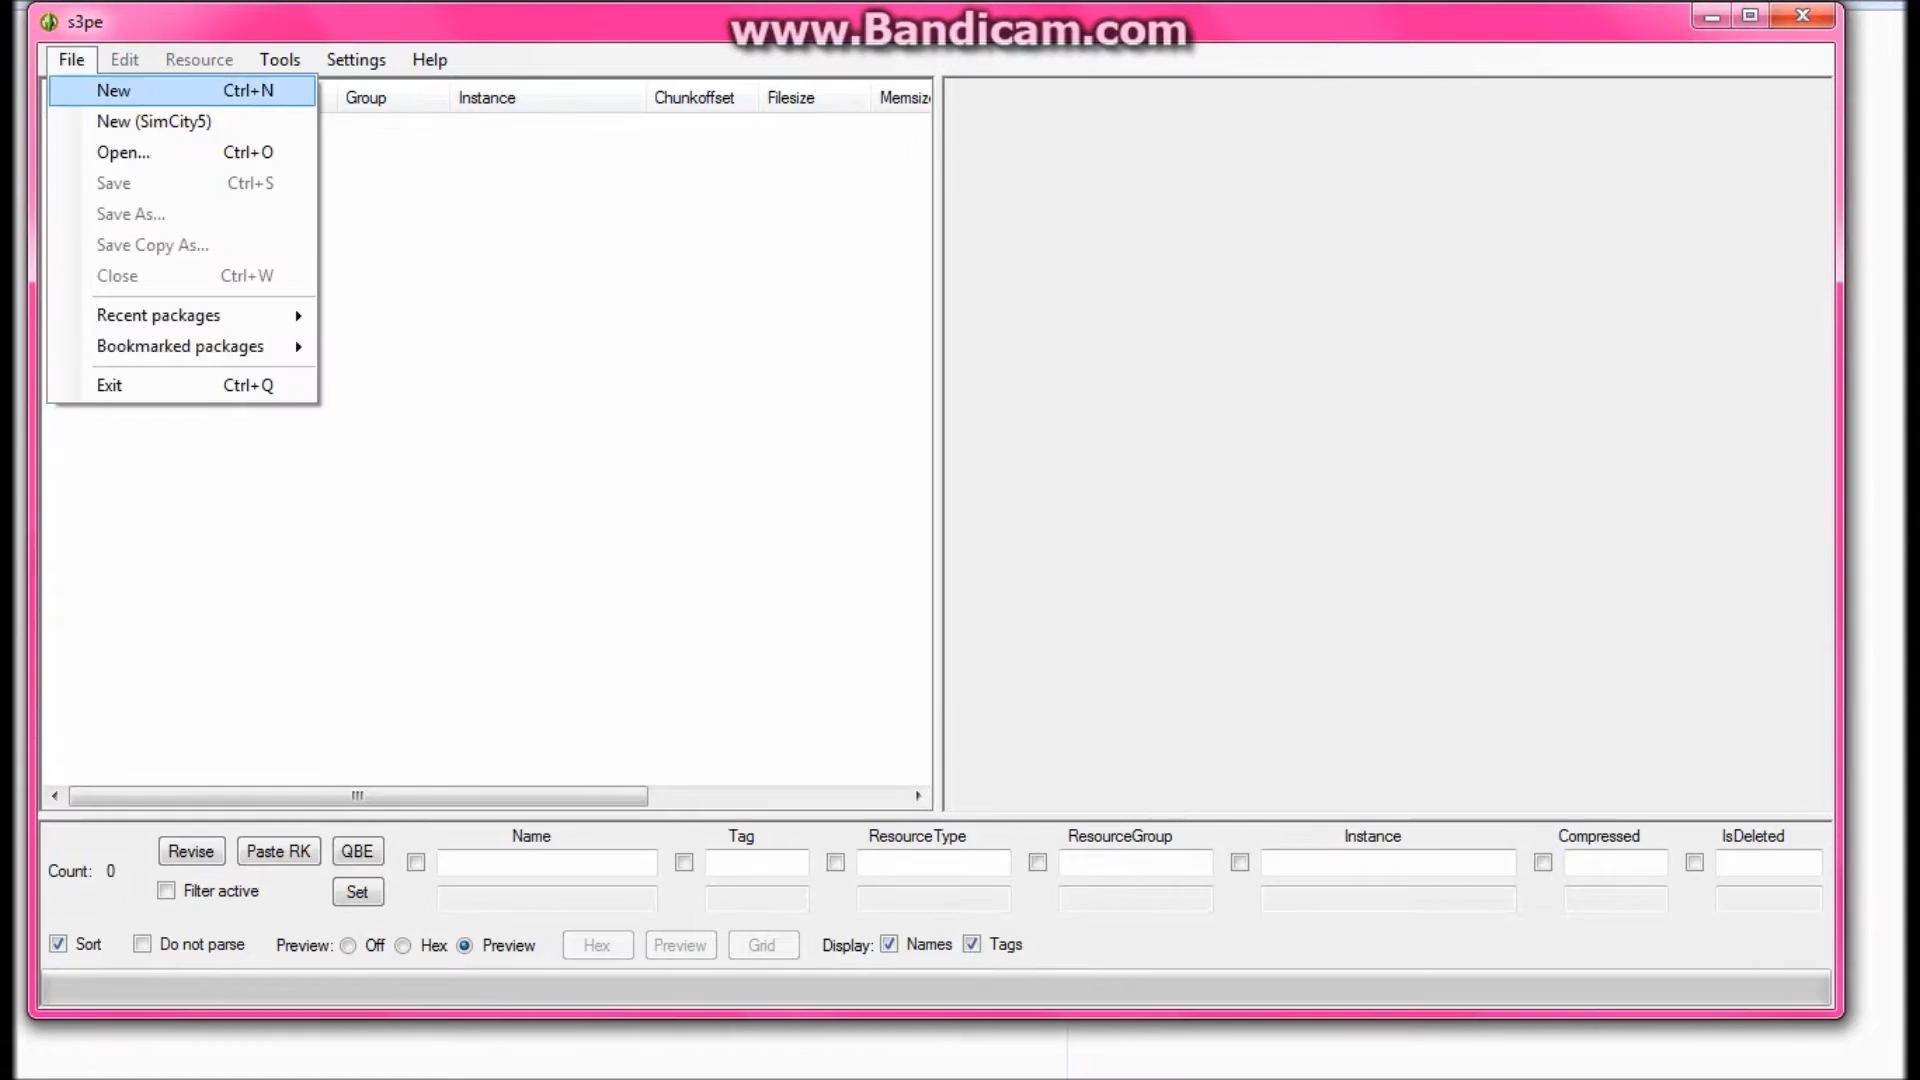 s3pe
www.Bandicam.com
File Edit Resource Tools Settings Help
New Ctrl+N
New (SimCity5)
Open... Ctrl+O
Save Ctrl+S
Save As...
Save Copy As...
Close Ctrl+W
Recent packages
Bookmarked packages
Exit Ctrl+Q
Group Instance Chunkoffset Filesize Memsiz
Name Tag ResourceType ResourceGroup Instance Compressed IsDeleted
Count: 0 Revise Paste RK QBE
Filter active Set
Sort Do not parse Preview: Off Hex Preview Hex Preview Grid Display: Names Tags